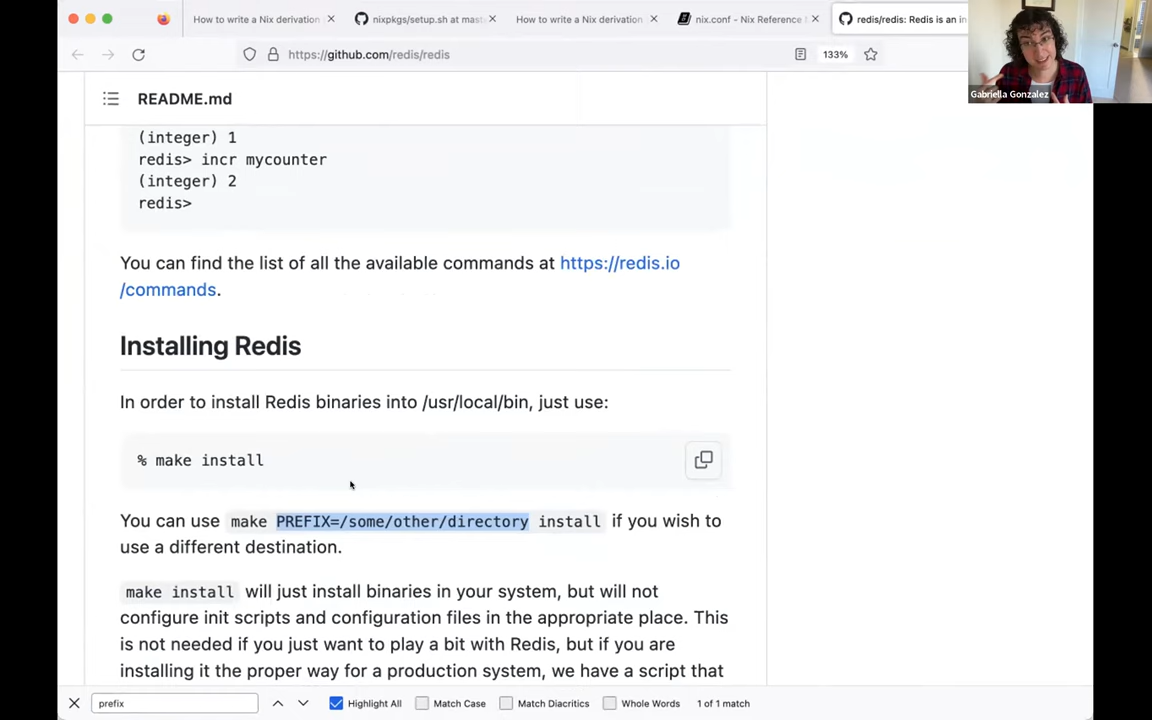 How to write a Nix derivation
nixpkgs/setup.sh at mast
How to write a Nix derivation
nix.conf - Nix Reference
redis/redis: Redis is an in
https://github.com/redis/redis
133%
Gabriella Gonzalez
README.md
(integer) 1
redis> incr mycounter
(integer) 2
redis>
You can find the list of all the available commands at https://redis.io
/commands.
Installing Redis
In order to install Redis binaries into /usr/local/bin, just use:
% make install
You can use make PREFIX=/some/other/directory install if you wish to
use a different destination.
make install will just install binaries in your system, but will not
configure init scripts and configuration files in the appropriate place. This
is not needed if you just want to play a bit with Redis, but if you are
installing it the proper way for a production system, we have a script that
prefix
Highlight All
Match Case
Match Diacritics
Whole Words
1 of 1 match